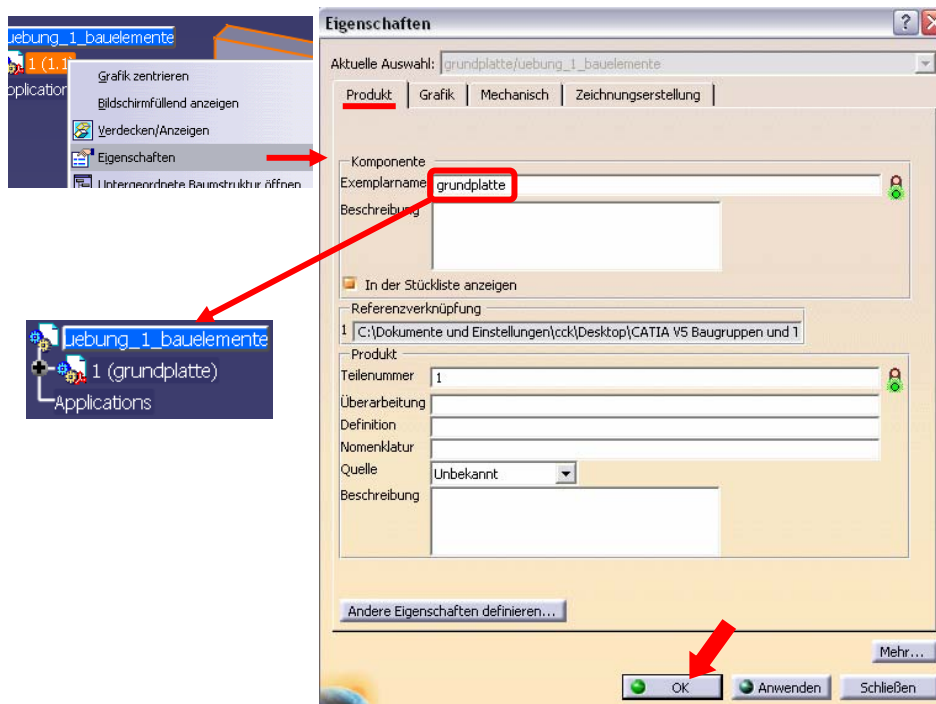 uebung_1_bauelemente
1 (1.1
Grafik zentrieren
Bildschirmfüllend anzeigen
Verdecken/Anzeigen
Eigenschaften
Untergeordnete Baumstruktur öffnen
uebung_1_bauelemente
1 (grundplatte)
Applications
Eigenschaften
Aktuelle Auswahl: grundplatte/uebung_1_bauelemente
Produkt Grafik Mechanisch Zeichnungserstellung
Komponente
Exemplarname grundplatte
Beschreibung
In der Stückliste anzeigen
Referenzverknüpfung
1 C:\Dokumente und Einstellungen\cck\Desktop\CATIA V5 Baugruppen und T
Produkt
Teilenummer 1
Überarbeitung
Definition
Nomenklatur
Quelle Unbekannt
Beschreibung
Andere Eigenschaften definieren...
Mehr...
OK Anwenden Schließen